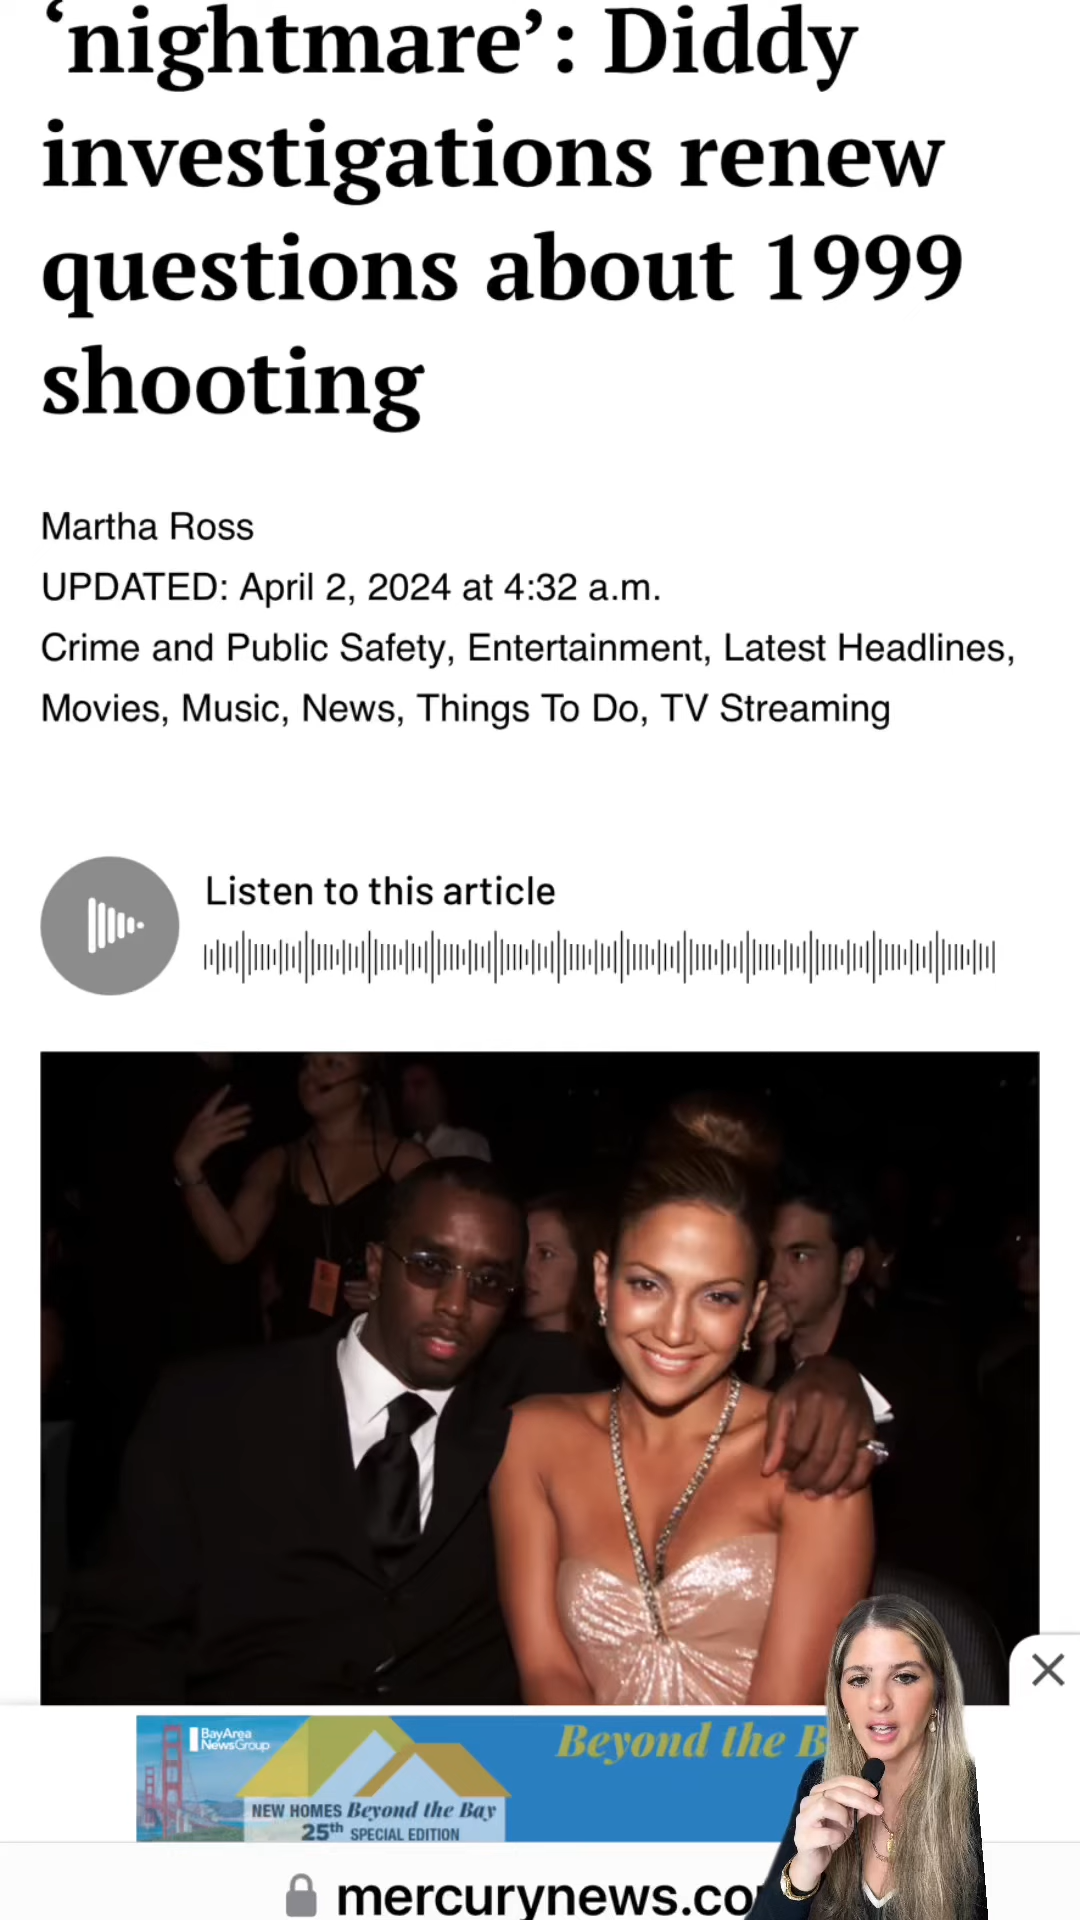 ‘nightmare’: Diddy
investigations renew
questions about 1999
shooting
Martha Ross
UPDATED: April 2, 2024 at 4:32 a.m.
Crime and Public Safety, Entertainment, Latest Headlines,
Movies, Music, News, Things To Do, TV Streaming
Listen to this article
BayArea
NewsGroup
Beyond the B
NEW HOMES Beyond the Bay
25th SPECIAL EDITION
mercurynews.co